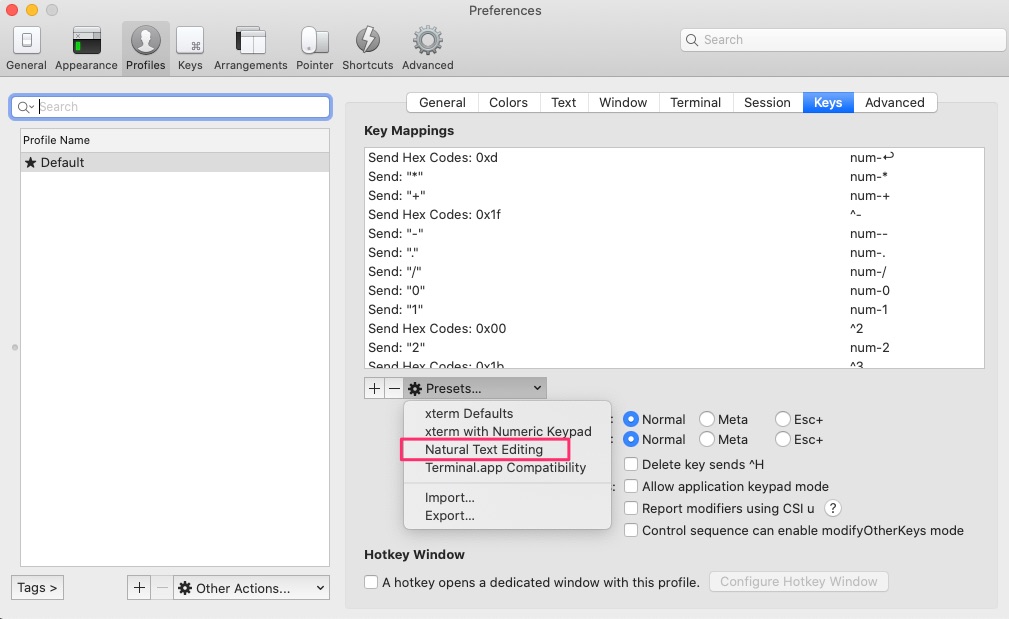 Preferences
General Appearance Profiles Keys Arrangements Pointer Shortcuts Advanced Search
Search
Profile Name
★ Default
Tags >
+ − Other Actions...
General Colors Text Window Terminal Session Keys Advanced
Key Mappings
Send Hex Codes: 0xd num-↩
Send: "*" num-*
Send: "+" num-+
Send Hex Codes: 0x1f ^-
Send: "-" num--
Send: "." num-.
Send: "/" num-/
Send: "0" num-0
Send: "1" num-1
Send Hex Codes: 0x00 ^2
Send: "2" num-2
Send Hex Codes: 0x1b ^3
+ − Presets...
xterm Defaults
xterm with Numeric Keypad
Natural Text Editing
Terminal.app Compatibility
Import...
Export...
: Normal Meta Esc+
: Normal Meta Esc+
Delete key sends ^H
: Allow application keypad mode
Report modifiers using CSI u ?
Control sequence can enable modifyOtherKeys mode
Hotkey Window
A hotkey opens a dedicated window with this profile. Configure Hotkey Window